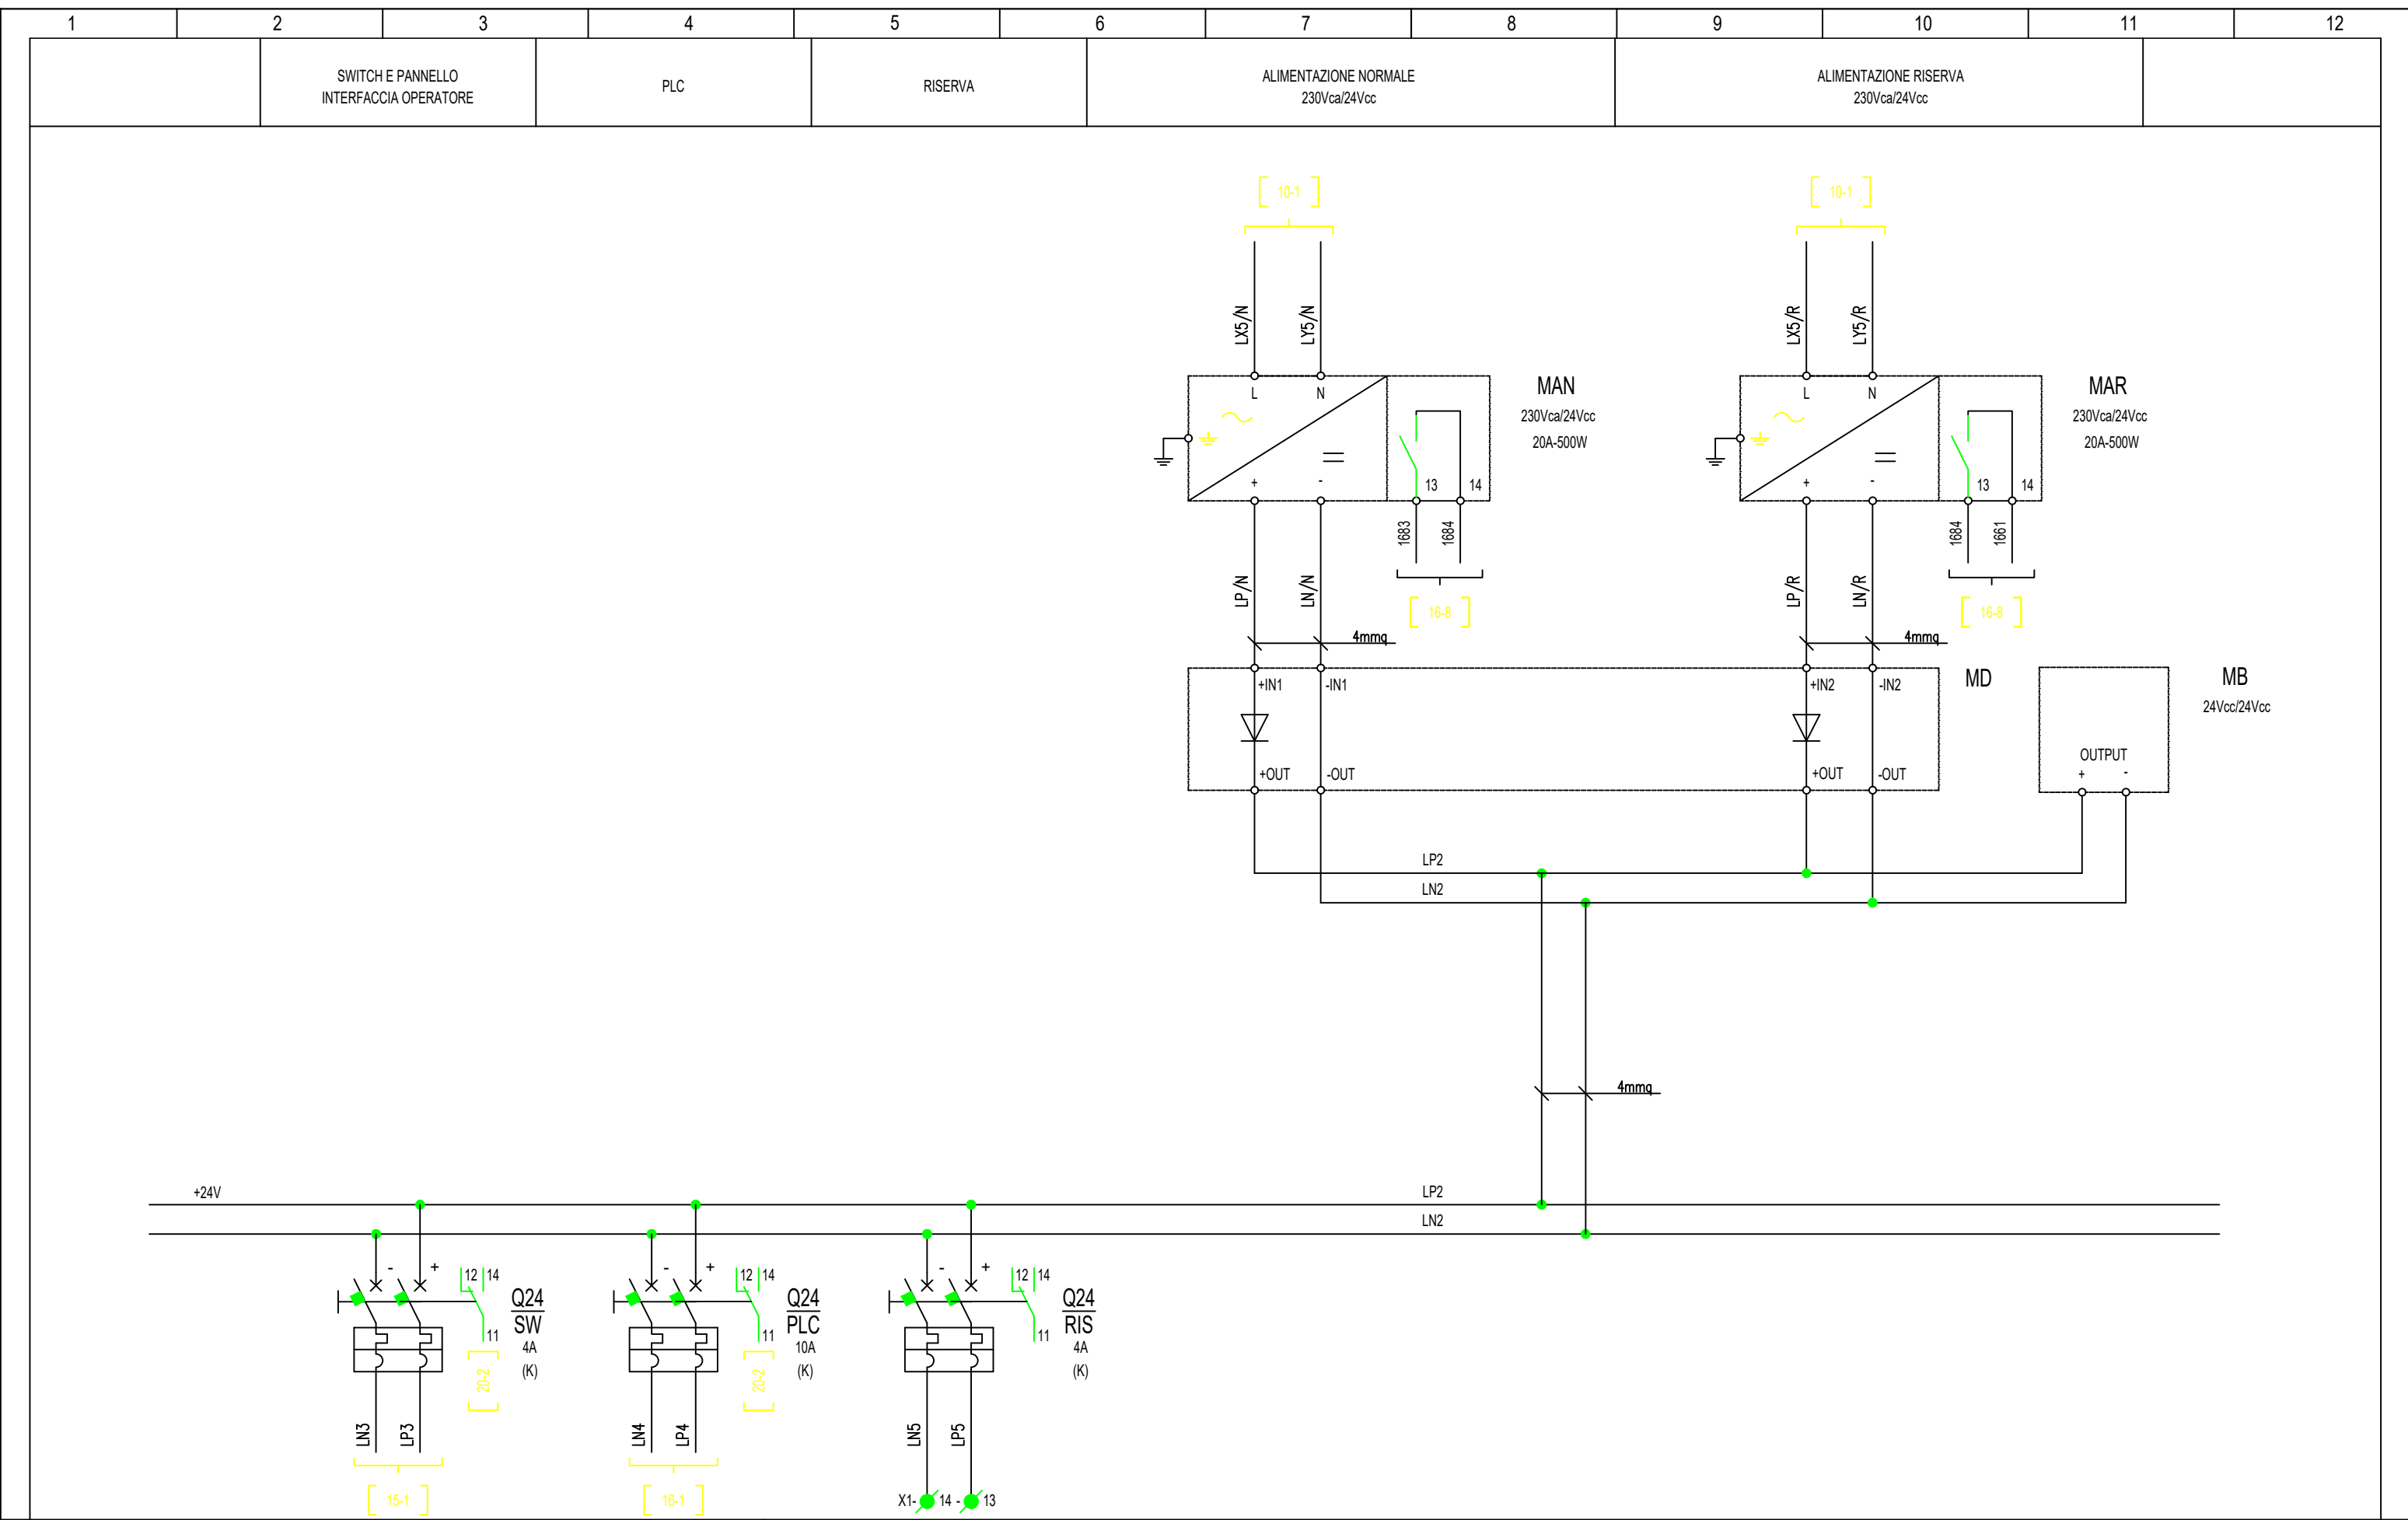 1 2 3 4 5 6 7 8 9 10 11 12
SWITCH E PANNELLO
INTERFACCIA OPERATORE
PLC
RISERVA
ALIMENTAZIONE NORMALE
230Vca/24Vcc
ALIMENTAZIONE RISERVA
230Vca/24Vcc
10-1
10-1
LX5/N
LY5/N
LX5/R
LY5/R
L N
MAN
230Vca/24Vcc
20A-500W
+ - 13 14
L N
MAR
230Vca/24Vcc
20A-500W
+ - 13 14
1683
1684
1684
1661
LP/N
LN/N
LP/R
LN/R
16-8
16-8
4mmq
4mmq
+IN1 -IN1
+IN2 -IN2
MD
+OUT -OUT
+OUT -OUT
MB
24Vcc/24Vcc
OUTPUT
+ -
LP2
LN2
4mmq
+24V
LP2
LN2
- + 12 14
11
Q24
SW
4A
(K)
20-2
LN3
LP3
15-1
- + 12 14
11
Q24
PLC
10A
(K)
20-2
LN4
LP4
16-1
- + 12 14
11
Q24
RIS
4A
(K)
LN5
LP5
X1- 14 - 13